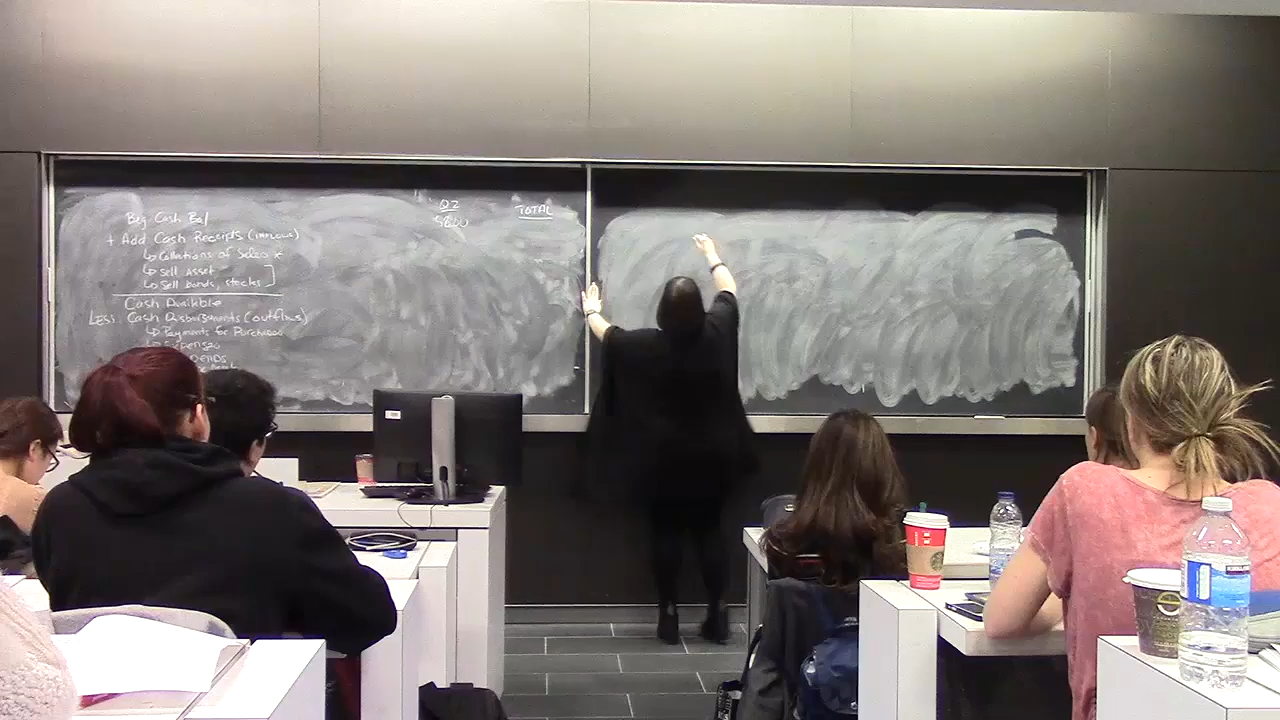 Beg Cash Bal
Q2
$800
TOTAL
+ Add Cash Receipts (inflows)
↳ Collections of Sales *
↳ Sell Asset
↳ Sell bonds, stocks ]
Cash Available
Less: Cash Disbursements (outflows)
↳ Payments for Purchases